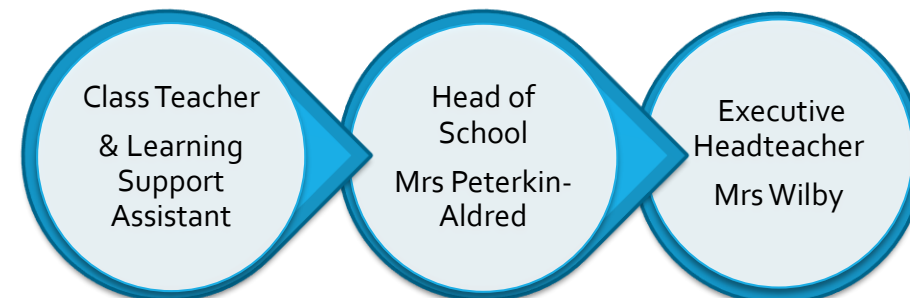 Class Teacher
& Learning
Support
Assistant
Head of
School
Mrs Peterkin-
Aldred
Executive
Headteacher
Mrs Wilby